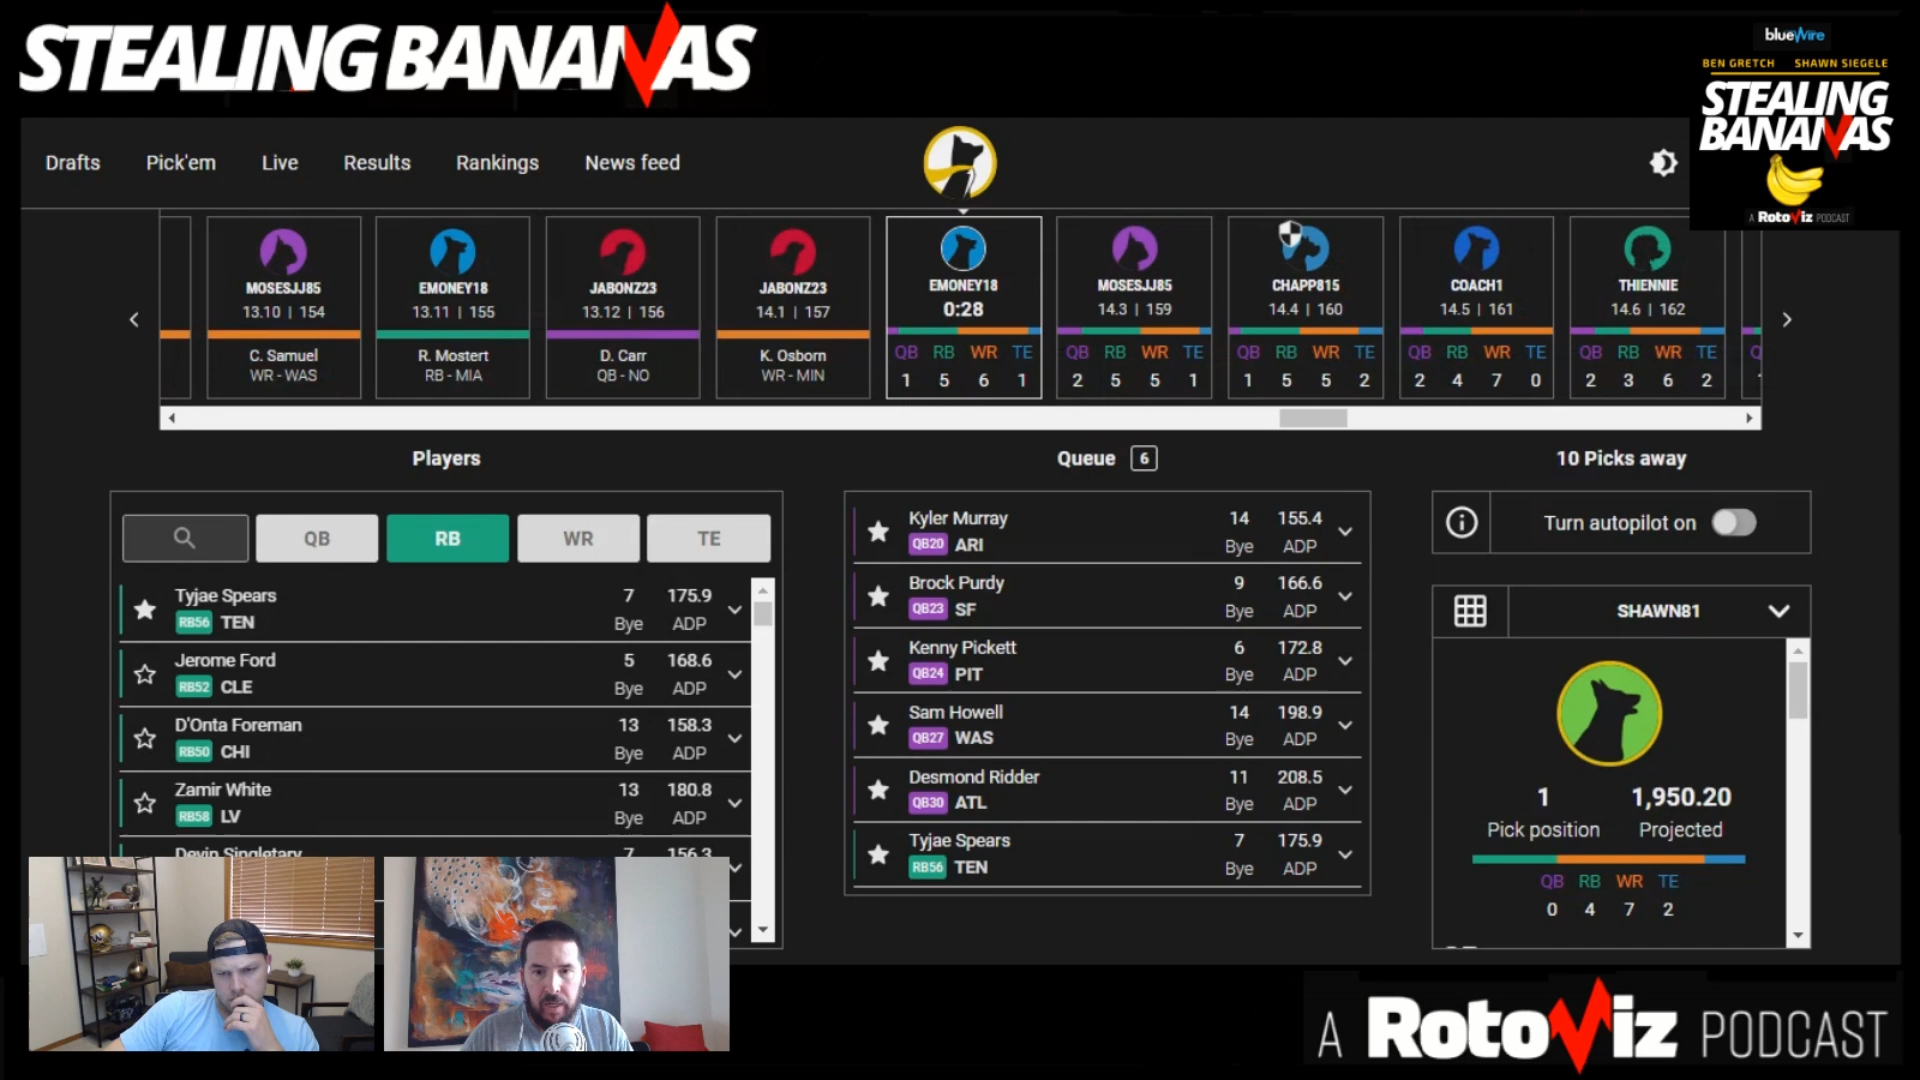 STEALING BANANAS
blueWire
BEN GRETCH SHAWN SIEGELE
STEALING
BANANAS
A RotoViz PODCAST
Drafts Pick'em Live Results Rankings News feed
MOSESJJ85
13.10 | 154
C. Samuel
WR - WAS
EMONEY18
13.11 | 155
R. Mostert
RB - MIA
JABONZ23
13.12 | 156
D. Carr
QB - NO
JABONZ23
14.1 | 157
K. Osborn
WR - MIN
EMONEY18
0:28
QB RB WR TE
1 5 6 1
MOSESJJ85
14.3 | 159
QB RB WR TE
2 5 5 1
CHAPP815
14.4 | 160
QB RB WR TE
1 5 5 2
COACH1
14.5 | 161
QB RB WR TE
2 4 7 0
THIENNIE
14.6 | 162
QB RB WR TE
2 3 6 2
Players
QB RB WR TE
Tyjae Spears 7 175.9
RB56 TEN Bye ADP
Jerome Ford 5 168.6
RB52 CLE Bye ADP
D'Onta Foreman 13 158.3
RB50 CHI Bye ADP
Zamir White 13 180.8
RB58 LV Bye ADP
Devin Singletary 7 156.3
Queue 6
Kyler Murray 14 155.4
QB20 ARI Bye ADP
Brock Purdy 9 166.6
QB23 SF Bye ADP
Kenny Pickett 6 172.8
QB24 PIT Bye ADP
Sam Howell 14 198.9
QB27 WAS Bye ADP
Desmond Ridder 11 208.5
QB30 ATL Bye ADP
Tyjae Spears 7 175.9
RB56 TEN Bye ADP
10 Picks away
Turn autopilot on
SHAWN81
1 1,950.20
Pick position Projected
QB RB WR TE
0 4 7 2
A RotoViz PODCAST